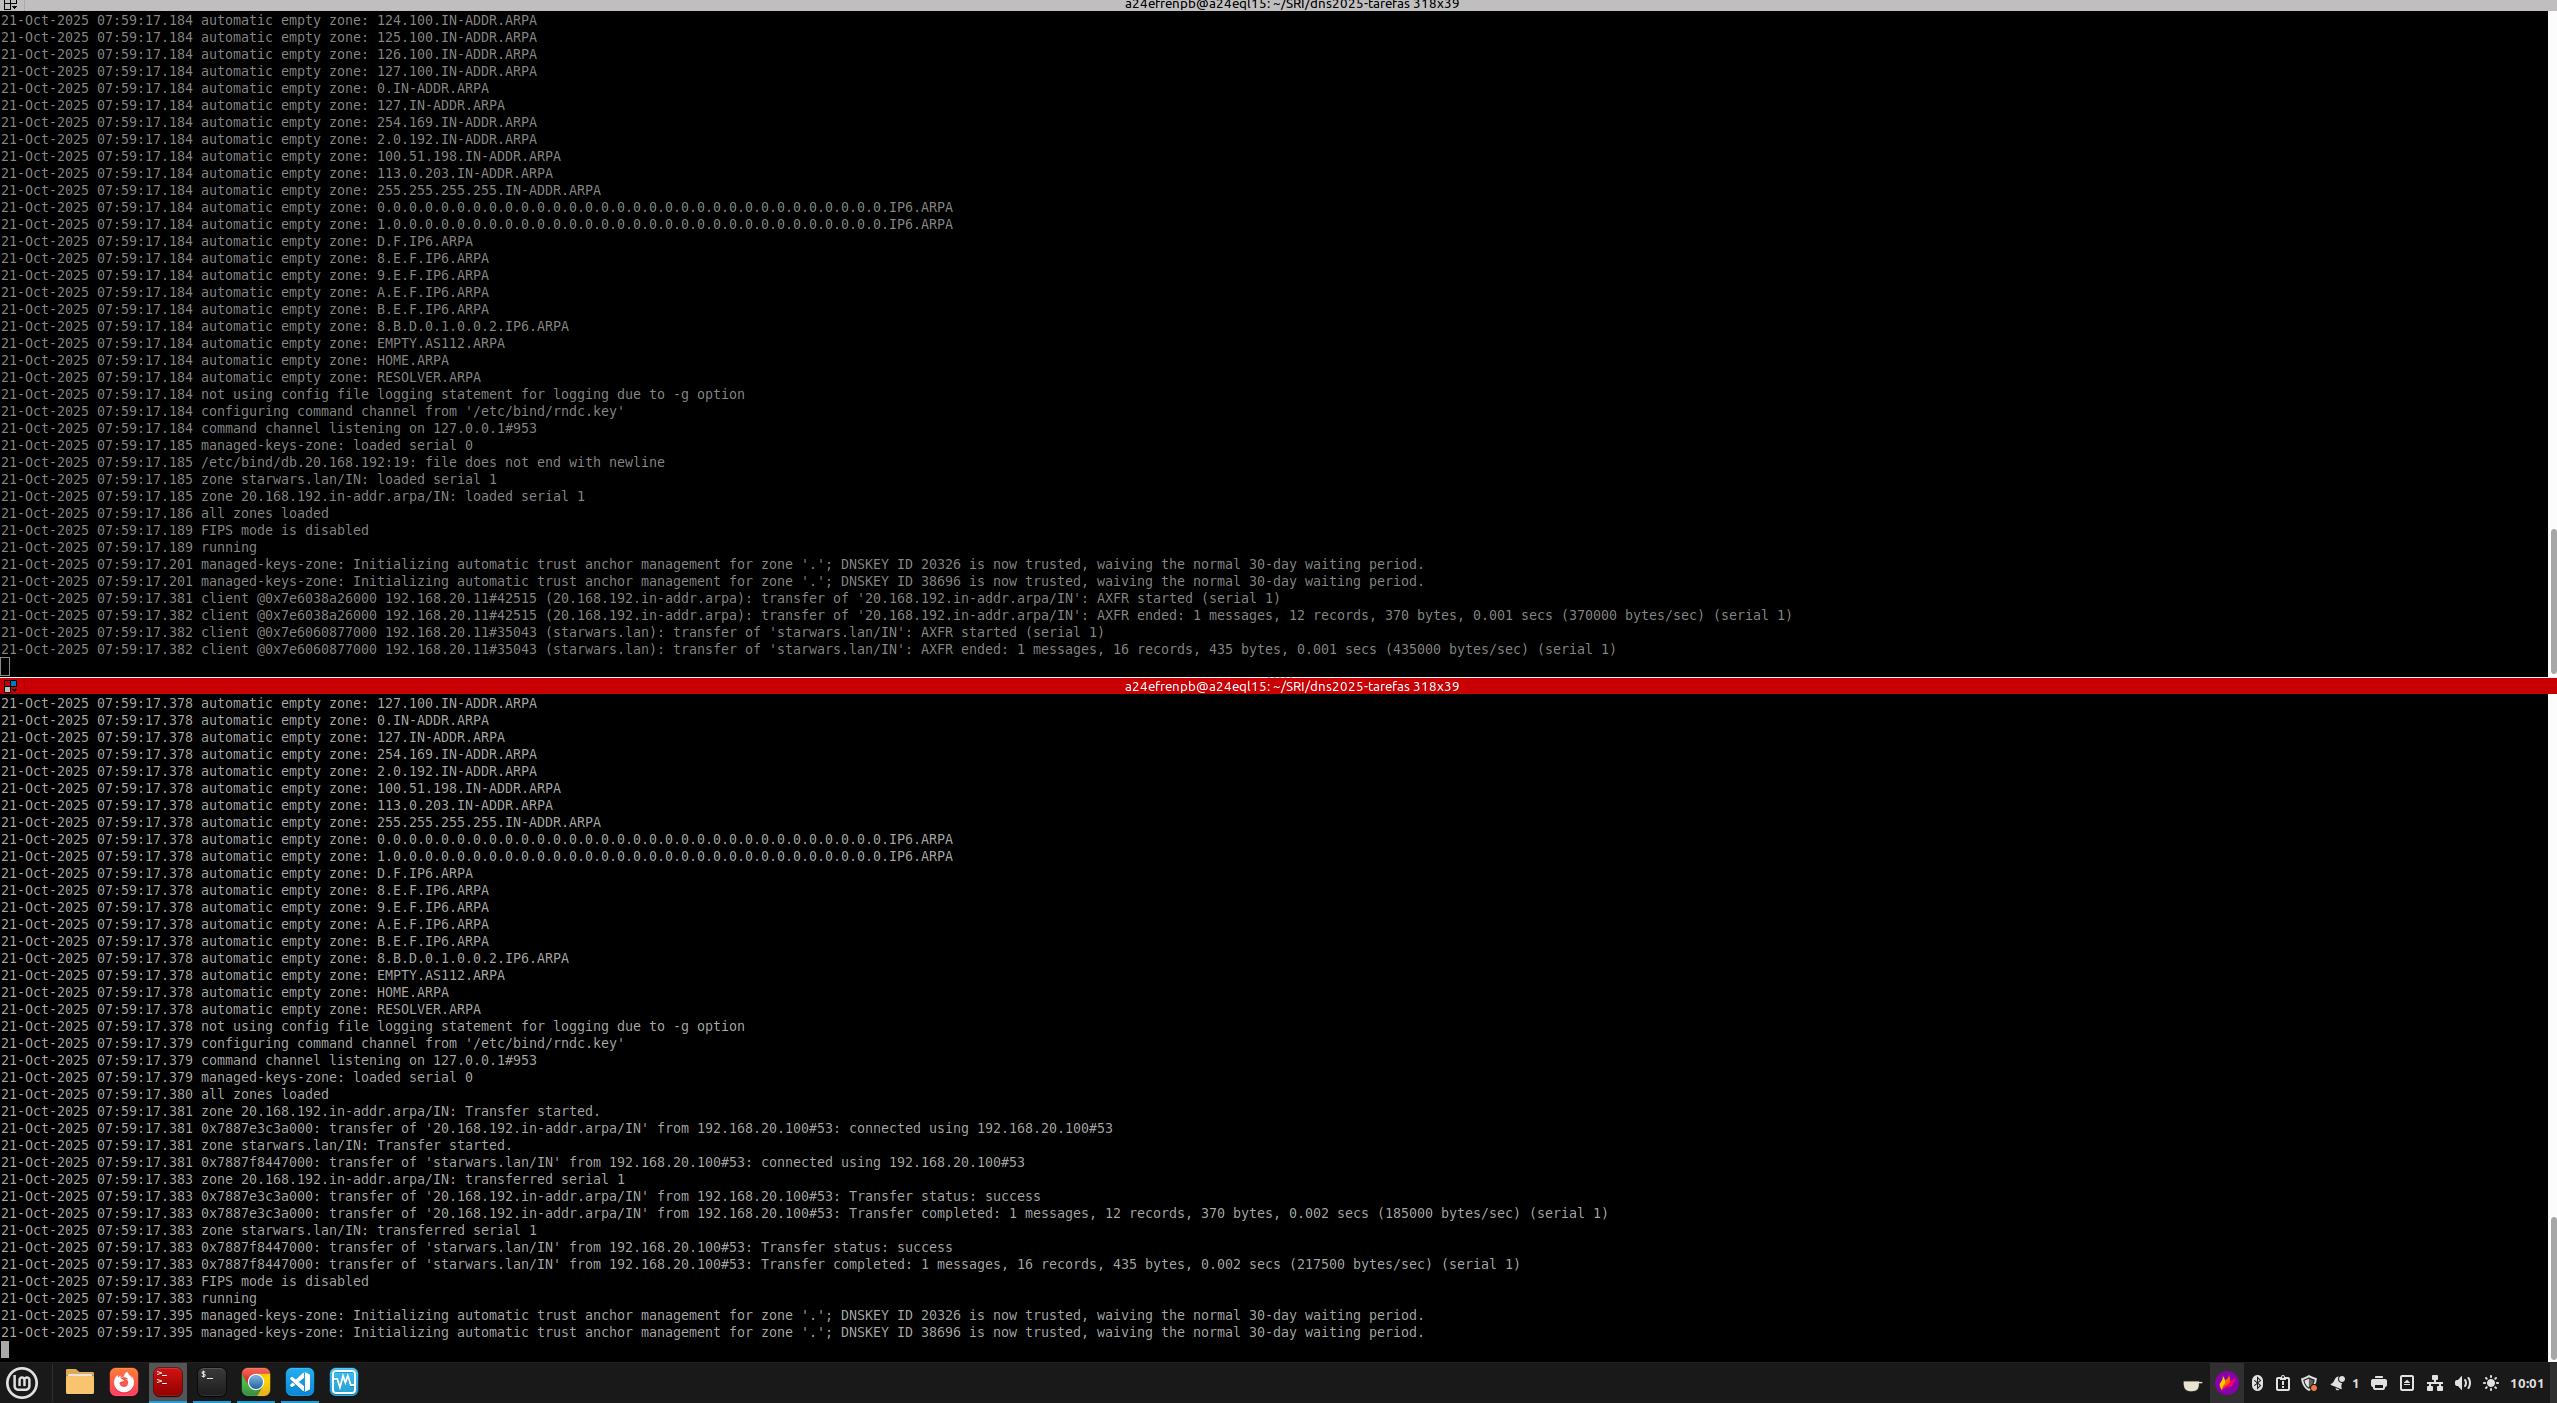 a24efrenpb@a24eql15: ~/SRI/dns2025-tarefas 318x39
21-Oct-2025 07:59:17.184 automatic empty zone: 124.100.IN-ADDR.ARPA
21-Oct-2025 07:59:17.184 automatic empty zone: 125.100.IN-ADDR.ARPA
21-Oct-2025 07:59:17.184 automatic empty zone: 126.100.IN-ADDR.ARPA
21-Oct-2025 07:59:17.184 automatic empty zone: 127.100.IN-ADDR.ARPA
21-Oct-2025 07:59:17.184 automatic empty zone: 0.IN-ADDR.ARPA
21-Oct-2025 07:59:17.184 automatic empty zone: 127.IN-ADDR.ARPA
21-Oct-2025 07:59:17.184 automatic empty zone: 254.169.IN-ADDR.ARPA
21-Oct-2025 07:59:17.184 automatic empty zone: 2.0.192.IN-ADDR.ARPA
21-Oct-2025 07:59:17.184 automatic empty zone: 100.51.198.IN-ADDR.ARPA
21-Oct-2025 07:59:17.184 automatic empty zone: 113.0.203.IN-ADDR.ARPA
21-Oct-2025 07:59:17.184 automatic empty zone: 255.255.255.255.IN-ADDR.ARPA
21-Oct-2025 07:59:17.184 automatic empty zone: 0.0.0.0.0.0.0.0.0.0.0.0.0.0.0.0.0.0.0.0.0.0.0.0.0.0.0.0.0.0.0.0.IP6.ARPA
21-Oct-2025 07:59:17.184 automatic empty zone: 1.0.0.0.0.0.0.0.0.0.0.0.0.0.0.0.0.0.0.0.0.0.0.0.0.0.0.0.0.0.0.0.IP6.ARPA
21-Oct-2025 07:59:17.184 automatic empty zone: D.F.IP6.ARPA
21-Oct-2025 07:59:17.184 automatic empty zone: 8.E.F.IP6.ARPA
21-Oct-2025 07:59:17.184 automatic empty zone: 9.E.F.IP6.ARPA
21-Oct-2025 07:59:17.184 automatic empty zone: A.E.F.IP6.ARPA
21-Oct-2025 07:59:17.184 automatic empty zone: B.E.F.IP6.ARPA
21-Oct-2025 07:59:17.184 automatic empty zone: 8.B.D.0.1.0.0.2.IP6.ARPA
21-Oct-2025 07:59:17.184 automatic empty zone: EMPTY.AS112.ARPA
21-Oct-2025 07:59:17.184 automatic empty zone: HOME.ARPA
21-Oct-2025 07:59:17.184 automatic empty zone: RESOLVER.ARPA
21-Oct-2025 07:59:17.184 not using config file logging statement for logging due to -g option
21-Oct-2025 07:59:17.184 configuring command channel from '/etc/bind/rndc.key'
21-Oct-2025 07:59:17.184 command channel listening on 127.0.0.1#953
21-Oct-2025 07:59:17.185 managed-keys-zone: loaded serial 0
21-Oct-2025 07:59:17.185 /etc/bind/db.20.168.192:19: file does not end with newline
21-Oct-2025 07:59:17.185 zone starwars.lan/IN: loaded serial 1
21-Oct-2025 07:59:17.185 zone 20.168.192.in-addr.arpa/IN: loaded serial 1
21-Oct-2025 07:59:17.186 all zones loaded
21-Oct-2025 07:59:17.189 FIPS mode is disabled
21-Oct-2025 07:59:17.189 running
21-Oct-2025 07:59:17.201 managed-keys-zone: Initializing automatic trust anchor management for zone '.'; DNSKEY ID 20326 is now trusted, waiving the normal 30-day waiting period.
21-Oct-2025 07:59:17.201 managed-keys-zone: Initializing automatic trust anchor management for zone '.'; DNSKEY ID 38696 is now trusted, waiving the normal 30-day waiting period.
21-Oct-2025 07:59:17.381 client @0x7e6038a26000 192.168.20.11#42515 (20.168.192.in-addr.arpa): transfer of '20.168.192.in-addr.arpa/IN': AXFR started (serial 1)
21-Oct-2025 07:59:17.382 client @0x7e6038a26000 192.168.20.11#42515 (20.168.192.in-addr.arpa): transfer of '20.168.192.in-addr.arpa/IN': AXFR ended: 1 messages, 12 records, 370 bytes, 0.001 secs (370000 bytes/sec) (serial 1)
21-Oct-2025 07:59:17.382 client @0x7e6060877000 192.168.20.11#35043 (starwars.lan): transfer of 'starwars.lan/IN': AXFR started (serial 1)
21-Oct-2025 07:59:17.382 client @0x7e6060877000 192.168.20.11#35043 (starwars.lan): transfer of 'starwars.lan/IN': AXFR ended: 1 messages, 16 records, 435 bytes, 0.001 secs (435000 bytes/sec) (serial 1)
a24efrenpb@a24eql15: ~/SRI/dns2025-tarefas 318x39
21-Oct-2025 07:59:17.378 automatic empty zone: 127.100.IN-ADDR.ARPA
21-Oct-2025 07:59:17.378 automatic empty zone: 0.IN-ADDR.ARPA
21-Oct-2025 07:59:17.378 automatic empty zone: 127.IN-ADDR.ARPA
21-Oct-2025 07:59:17.378 automatic empty zone: 254.169.IN-ADDR.ARPA
21-Oct-2025 07:59:17.378 automatic empty zone: 2.0.192.IN-ADDR.ARPA
21-Oct-2025 07:59:17.378 automatic empty zone: 100.51.198.IN-ADDR.ARPA
21-Oct-2025 07:59:17.378 automatic empty zone: 113.0.203.IN-ADDR.ARPA
21-Oct-2025 07:59:17.378 automatic empty zone: 255.255.255.255.IN-ADDR.ARPA
21-Oct-2025 07:59:17.378 automatic empty zone: 0.0.0.0.0.0.0.0.0.0.0.0.0.0.0.0.0.0.0.0.0.0.0.0.0.0.0.0.0.0.0.0.IP6.ARPA
21-Oct-2025 07:59:17.378 automatic empty zone: 1.0.0.0.0.0.0.0.0.0.0.0.0.0.0.0.0.0.0.0.0.0.0.0.0.0.0.0.0.0.0.0.IP6.ARPA
21-Oct-2025 07:59:17.378 automatic empty zone: D.F.IP6.ARPA
21-Oct-2025 07:59:17.378 automatic empty zone: 8.E.F.IP6.ARPA
21-Oct-2025 07:59:17.378 automatic empty zone: 9.E.F.IP6.ARPA
21-Oct-2025 07:59:17.378 automatic empty zone: A.E.F.IP6.ARPA
21-Oct-2025 07:59:17.378 automatic empty zone: B.E.F.IP6.ARPA
21-Oct-2025 07:59:17.378 automatic empty zone: 8.B.D.0.1.0.0.2.IP6.ARPA
21-Oct-2025 07:59:17.378 automatic empty zone: EMPTY.AS112.ARPA
21-Oct-2025 07:59:17.378 automatic empty zone: HOME.ARPA
21-Oct-2025 07:59:17.378 automatic empty zone: RESOLVER.ARPA
21-Oct-2025 07:59:17.378 not using config file logging statement for logging due to -g option
21-Oct-2025 07:59:17.379 configuring command channel from '/etc/bind/rndc.key'
21-Oct-2025 07:59:17.379 command channel listening on 127.0.0.1#953
21-Oct-2025 07:59:17.379 managed-keys-zone: loaded serial 0
21-Oct-2025 07:59:17.380 all zones loaded
21-Oct-2025 07:59:17.381 zone 20.168.192.in-addr.arpa/IN: Transfer started.
21-Oct-2025 07:59:17.381 0x7887e3c3a000: transfer of '20.168.192.in-addr.arpa/IN' from 192.168.20.100#53: connected using 192.168.20.100#53
21-Oct-2025 07:59:17.381 zone starwars.lan/IN: Transfer started.
21-Oct-2025 07:59:17.381 0x7887f8447000: transfer of 'starwars.lan/IN' from 192.168.20.100#53: connected using 192.168.20.100#53
21-Oct-2025 07:59:17.383 zone 20.168.192.in-addr.arpa/IN: transferred serial 1
21-Oct-2025 07:59:17.383 0x7887e3c3a000: transfer of '20.168.192.in-addr.arpa/IN' from 192.168.20.100#53: Transfer status: success
21-Oct-2025 07:59:17.383 0x7887e3c3a000: transfer of '20.168.192.in-addr.arpa/IN' from 192.168.20.100#53: Transfer completed: 1 messages, 12 records, 370 bytes, 0.002 secs (185000 bytes/sec) (serial 1)
21-Oct-2025 07:59:17.383 zone starwars.lan/IN: transferred serial 1
21-Oct-2025 07:59:17.383 0x7887f8447000: transfer of 'starwars.lan/IN' from 192.168.20.100#53: Transfer status: success
21-Oct-2025 07:59:17.383 0x7887f8447000: transfer of 'starwars.lan/IN' from 192.168.20.100#53: Transfer completed: 1 messages, 16 records, 435 bytes, 0.002 secs (217500 bytes/sec) (serial 1)
21-Oct-2025 07:59:17.383 FIPS mode is disabled
21-Oct-2025 07:59:17.383 running
21-Oct-2025 07:59:17.395 managed-keys-zone: Initializing automatic trust anchor management for zone '.'; DNSKEY ID 20326 is now trusted, waiving the normal 30-day waiting period.
21-Oct-2025 07:59:17.395 managed-keys-zone: Initializing automatic trust anchor management for zone '.'; DNSKEY ID 38696 is now trusted, waiving the normal 30-day waiting period.
1 10:01